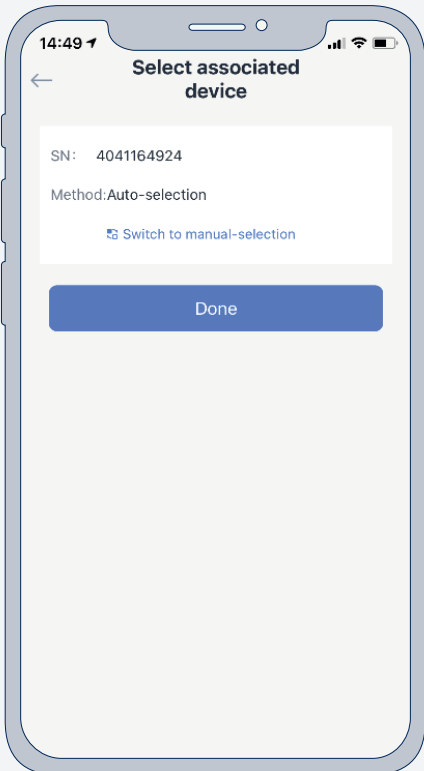 14:49
Select associated
device
SN: 4041164924
Method:Auto-selection
Switch to manual-selection
Done